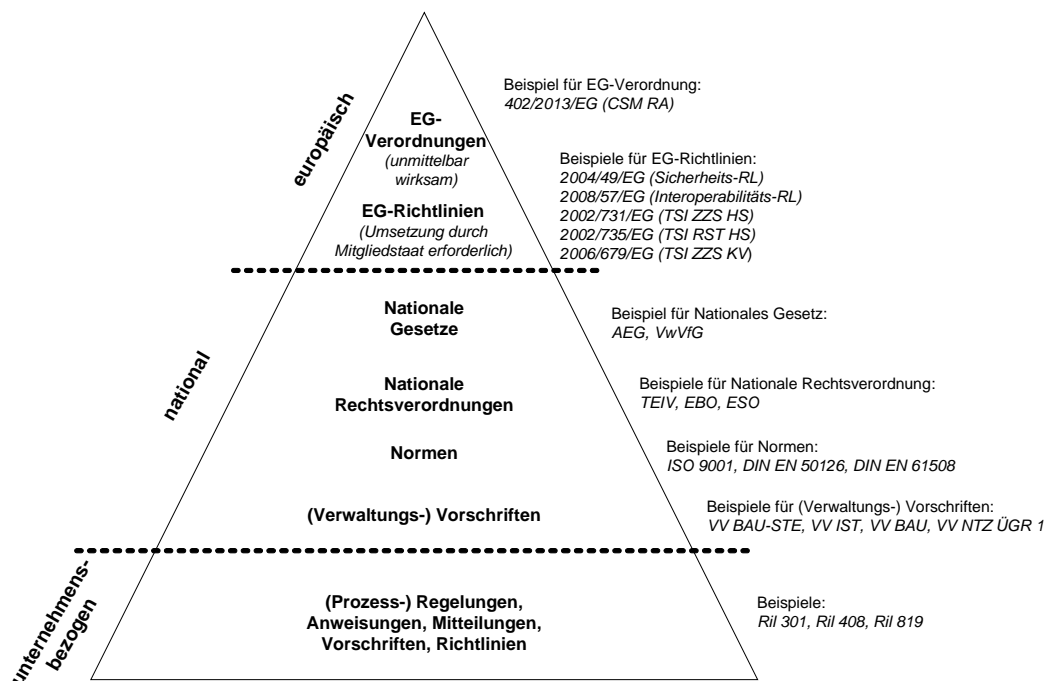 europäisch
EG-
Verordnungen
(unmittelbar
wirksam)
EG-Richtlinien
(Umsetzung durch
Mitgliedstaat erforderlich)
Beispiel für EG-Verordnung:
402/2013/EG (CSM RA)
Beispiele für EG-Richtlinien:
2004/49/EG (Sicherheits-RL)
2008/57/EG (Interoperabilitäts-RL)
2002/731/EG (TSI ZZS HS)
2002/735/EG (TSI RST HS)
2006/679/EG (TSI ZZS KV)
national
Nationale
Gesetze
Beispiel für Nationales Gesetz:
AEG, VwVfG
Nationale
Rechtsverordnungen
Beispiele für Nationale Rechtsverordnung:
TEIV, EBO, ESO
Normen
Beispiele für Normen:
ISO 9001, DIN EN 50126, DIN EN 61508
(Verwaltungs-) Vorschriften
Beispiele für (Verwaltungs-) Vorschriften:
VV BAU-STE, VV IST, VV BAU, VV NTZ ÜGR 1
unternehmens-
bezogen
(Prozess-) Regelungen,
Anweisungen, Mitteilungen,
Vorschriften, Richtlinien
Beispiele:
Ril 301, Ril 408, Ril 819